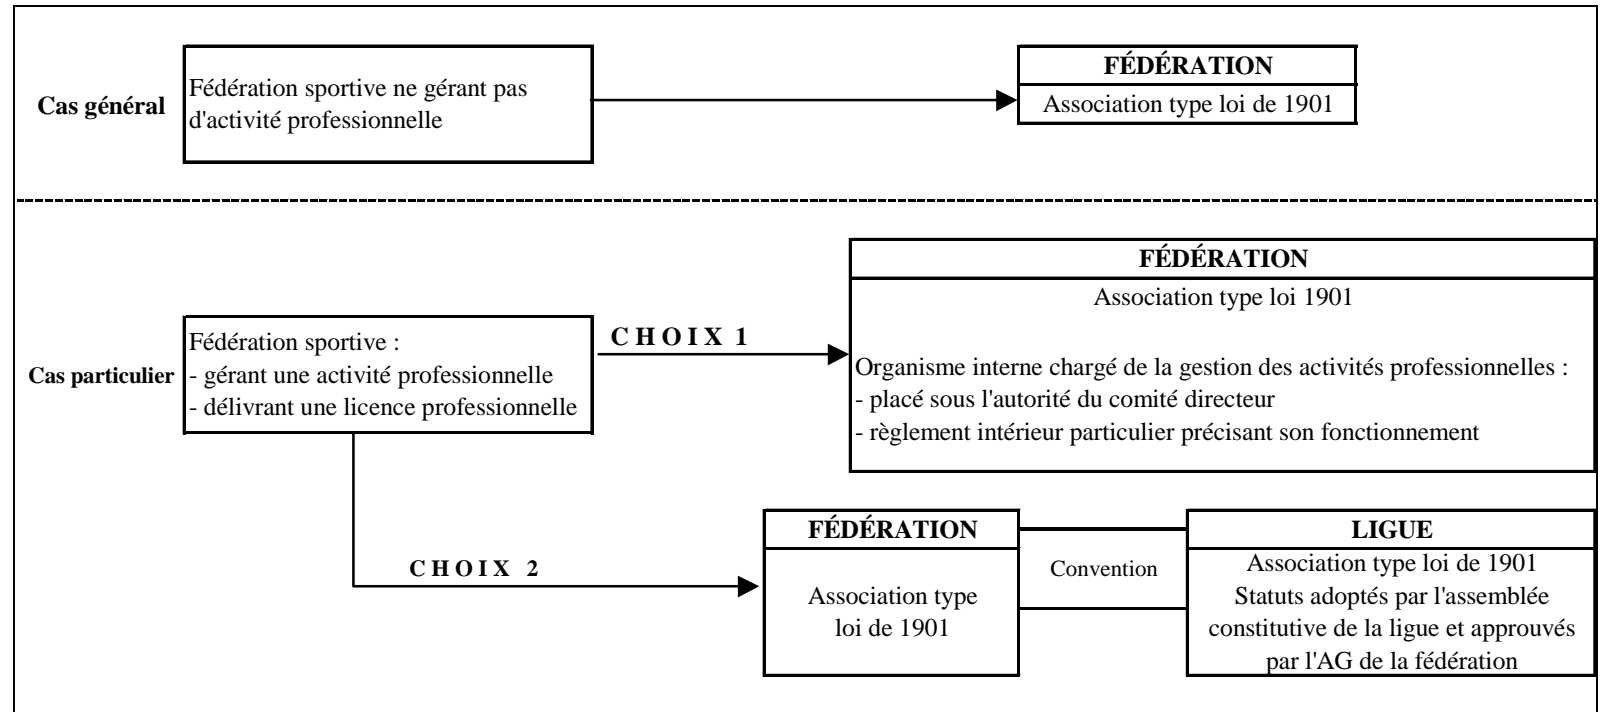 Cas général
Fédération sportive ne gérant pas
d'activité professionnelle
FÉDÉRATION
Association type loi de 1901
Cas particulier
Fédération sportive :
- gérant une activité professionnelle
- délivrant une licence professionnelle
CHOIX 1
FÉDÉRATION
Association type loi 1901
Organisme interne chargé de la gestion des activités professionnelles :
- placé sous l'autorité du comité directeur
- règlement intérieur particulier précisant son fonctionnement
CHOIX 2
FÉDÉRATION
Association type
loi de 1901
Convention
LIGUE
Association type loi de 1901
Statuts adoptés par l'assemblée
constitutive de la ligue et approuvés
par l'AG de la fédération